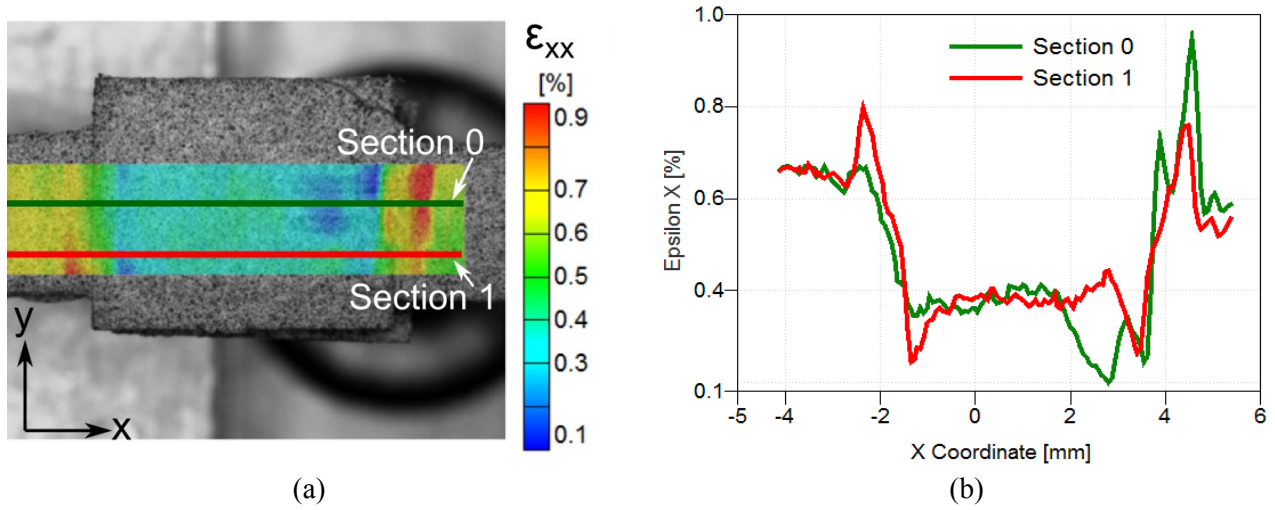 εxx
[%]
0.9
0.7
0.6
0.5
0.4
0.3
0.1
Section 0
Section 1
y
x
(a)
1.0
0.8
0.6
0.4
0.1
Epsilon X [%]
Section 0
Section 1
-5
-4
-2
0
2
4
6
X Coordinate [mm]
(b)